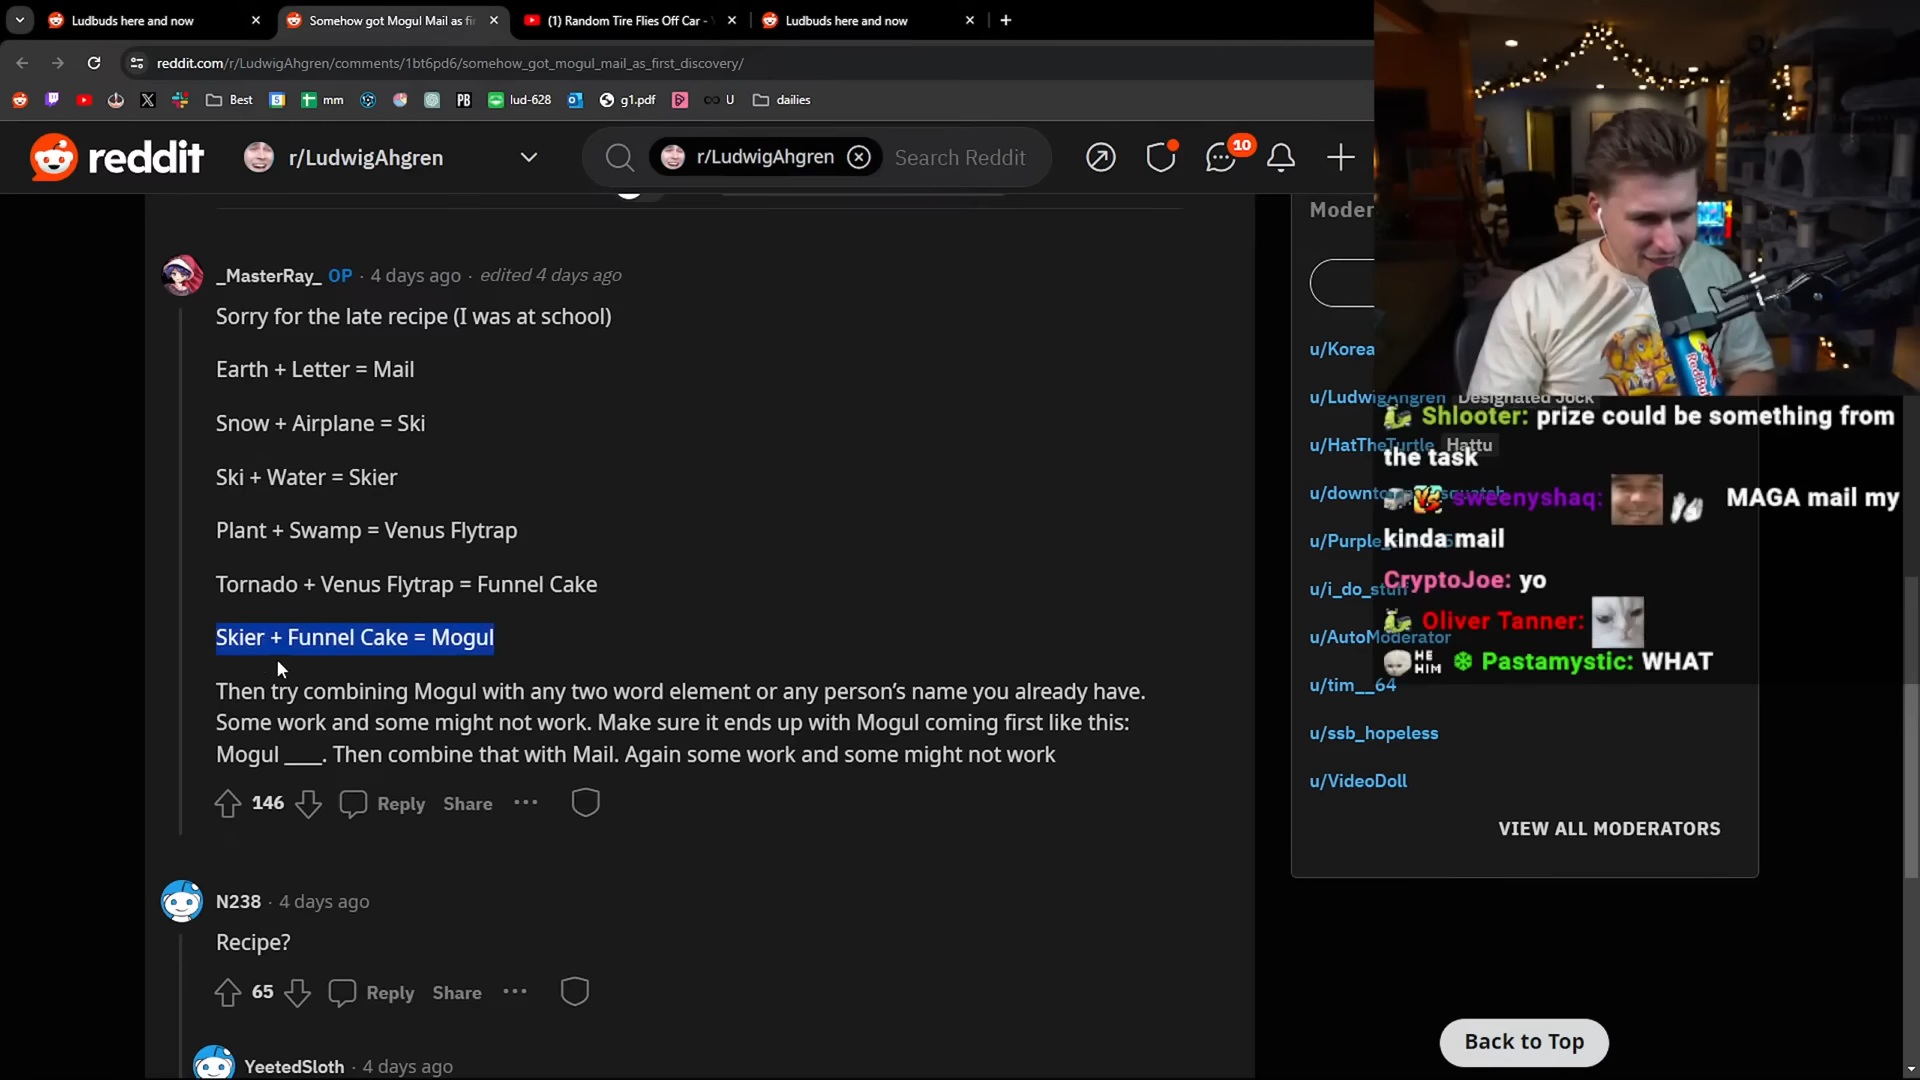 Ludbuds here and now
Somehow got Mogul Mail as fi
(1) Random Tire Flies Off Car -
Ludbuds here and now
reddit.com/r/LudwigAhgren/comments/1bt6pd6/somehow_got_mogul_mail_as_first_discovery/
Best
5
mm
PB
lud-628
g1.pdf
U
dailies
reddit
r/LudwigAhgren
r/LudwigAhgren
Search Reddit
10
_MasterRay_ OP · 4 days ago · edited 4 days ago
Sorry for the late recipe (I was at school)
Earth + Letter = Mail
Snow + Airplane = Ski
Ski + Water = Skier
Plant + Swamp = Venus Flytrap
Tornado + Venus Flytrap = Funnel Cake
Skier + Funnel Cake = Mogul
Then try combining Mogul with any two word element or any person's name you already have.
Some work and some might not work. Make sure it ends up with Mogul coming first like this:
Mogul ____. Then combine that with Mail. Again some work and some might not work
146
Reply
Share
N238 · 4 days ago
Recipe?
65
Reply
Share
YeetedSloth · 4 days ago
Moder
u/Korea
u/LudwigAhgren Designated Jock
u/HatTheTurtle Hattu
u/Purple_
u/i_do_stuff
u/AutoModerator
u/tim__64
u/ssb_hopeless
u/VideoDoll
VIEW ALL MODERATORS
Back to Top
Shlooter: prize could be something from
the task
sweenyshaq: MAGA mail my
kinda mail
CryptoJoe: yo
Oliver Tanner:
HE
HIM
Pastamystic: WHAT